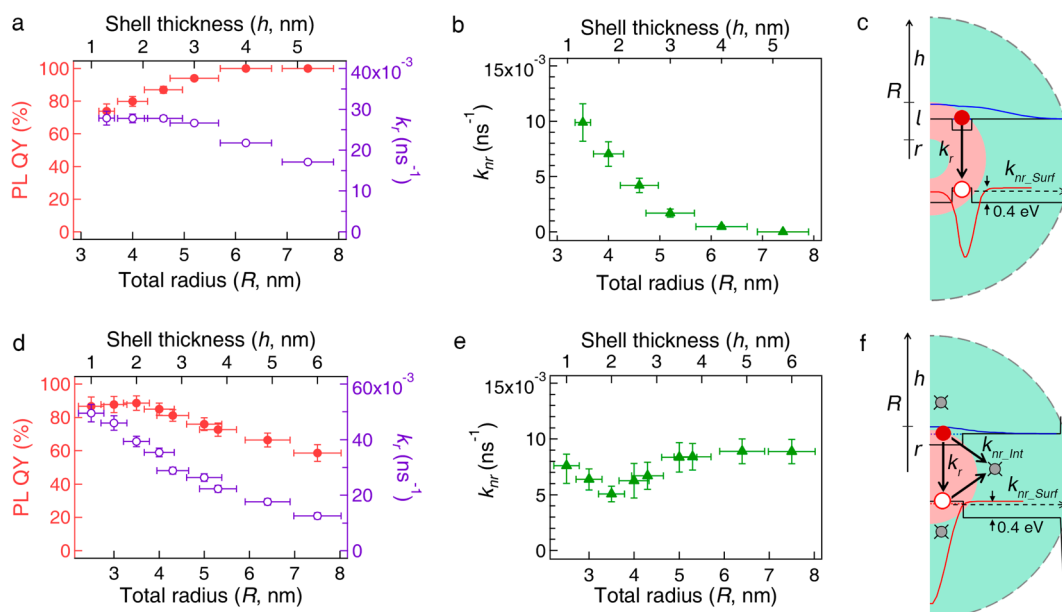 a
Shell thickness (h, nm)
1 2 3 4 5
100
80
60
40
20
0
PL QY (%)
40x10⁻³
30
20
10
0
kᵣ (ns⁻¹)
3 4 5 6 7 8
Total radius (R, nm)
b
Shell thickness (h, nm)
1 2 3 4 5
15x10⁻³
10
5
0
kₙᵣ (ns⁻¹)
3 4 5 6 7 8
Total radius (R, nm)
c
h
R
l
r
kᵣ
kₙᵣ_Surf
0.4 eV
d
Shell thickness (h, nm)
1 2 3 4 5 6
100
80
60
40
20
0
PL QY (%)
60x10⁻³
50
40
30
20
10
0
kᵣ (ns⁻¹)
3 4 5 6 7 8
Total radius (R, nm)
e
Shell thickness (h, nm)
1 2 3 4 5 6
15x10⁻³
10
5
0
kₙᵣ (ns⁻¹)
3 4 5 6 7 8
Total radius (R, nm)
f
h
R
r
kₙᵣ_Int
kᵣ
kₙᵣ_Surf
0.4 eV